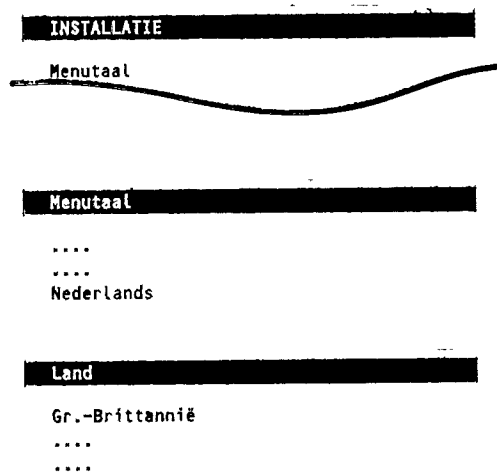 INSTALLATIE
Menutaal
Menutaal
....
....
Nederlands
Land
Gr.-Brittannië
....
....